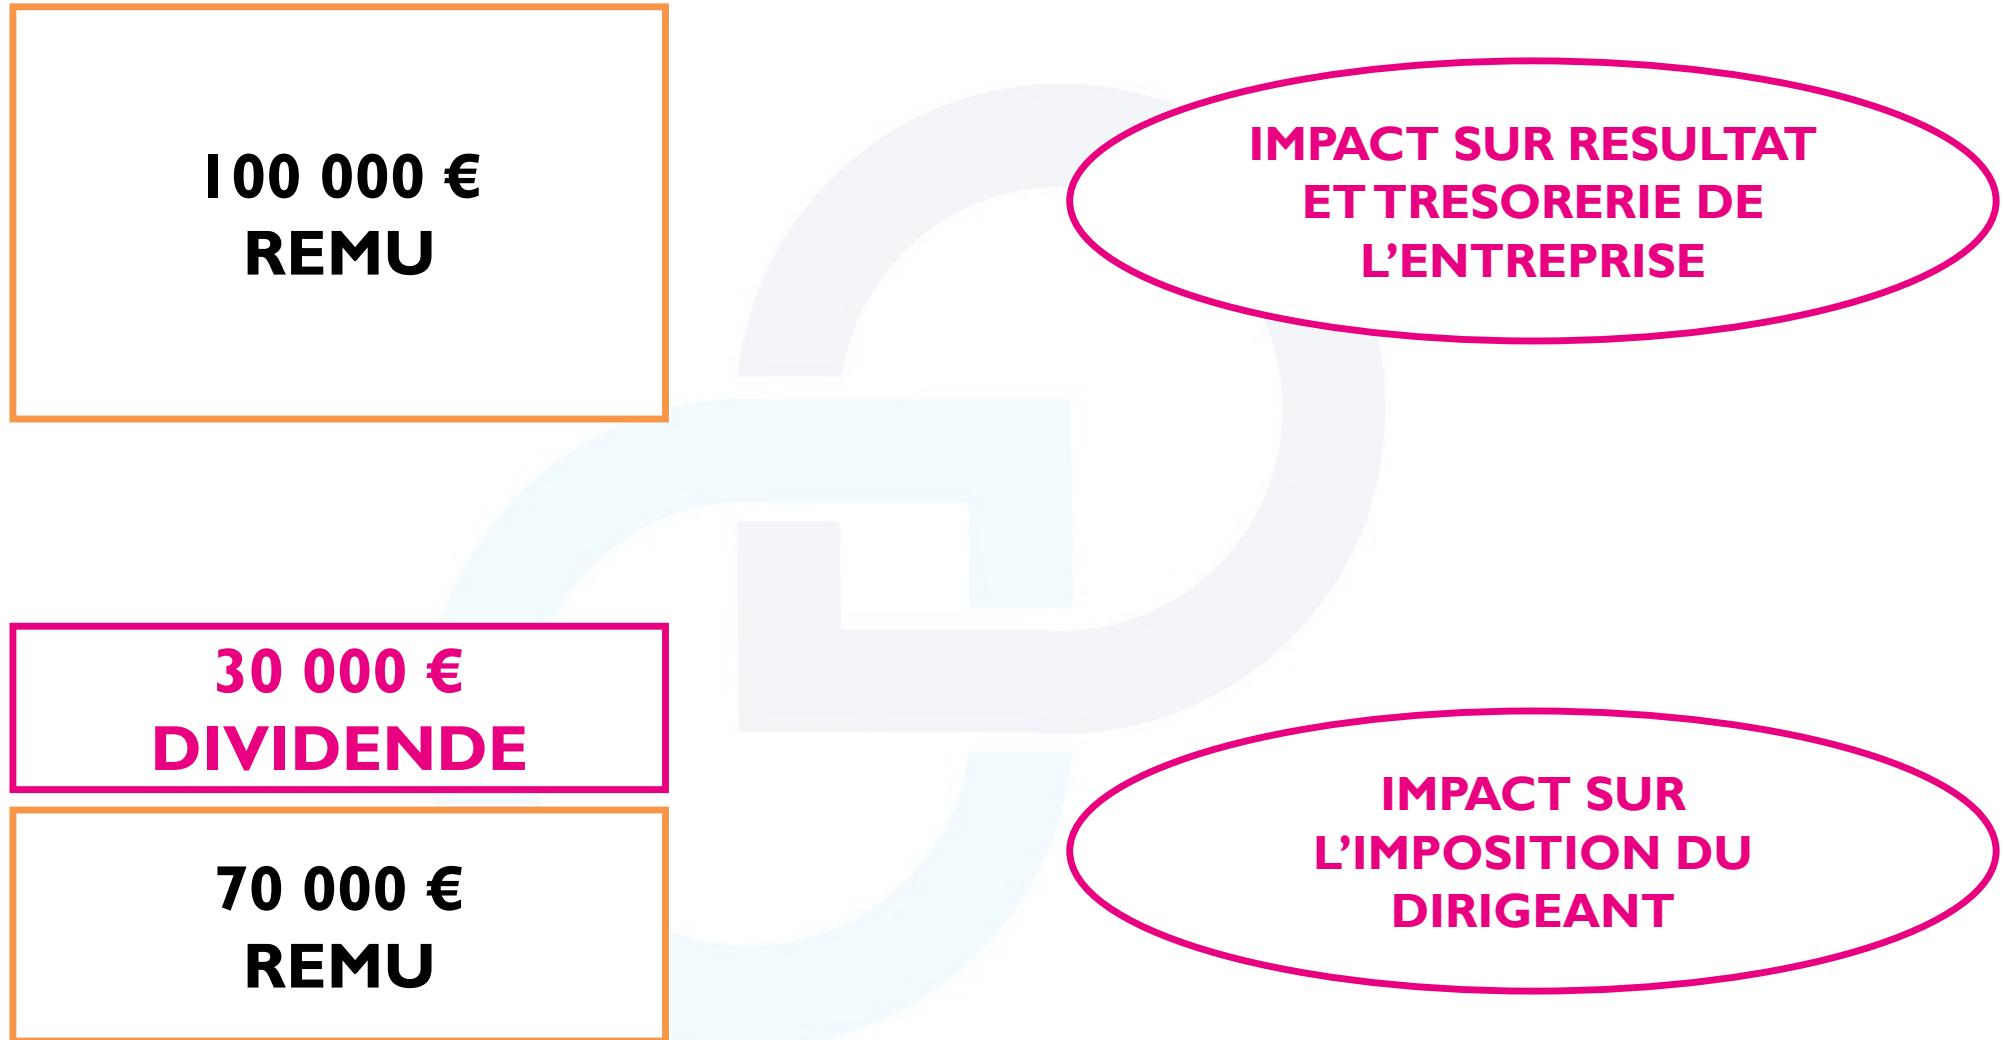 100 000 €
REMU
IMPACT SUR RESULTAT
ET TRESORERIE DE
L’ENTREPRISE
30 000 €
DIVIDENDE
70 000 €
REMU
IMPACT SUR
L’IMPOSITION DU
DIRIGEANT